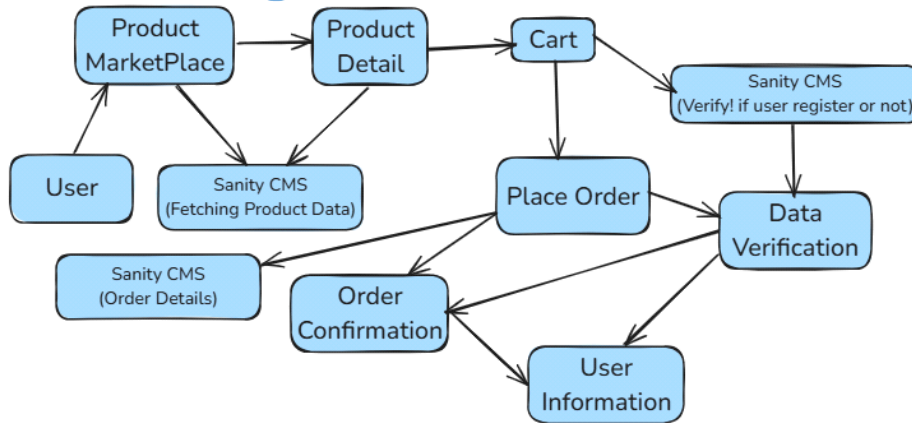 Product
MarketPlace
Product
Detail
Cart
Sanity CMS
(Verify! if user register or not)
User
Sanity CMS
(Fetching Product Data)
Place Order
Data
Verification
Sanity CMS
(Order Details)
Order
Confirmation
User
Information